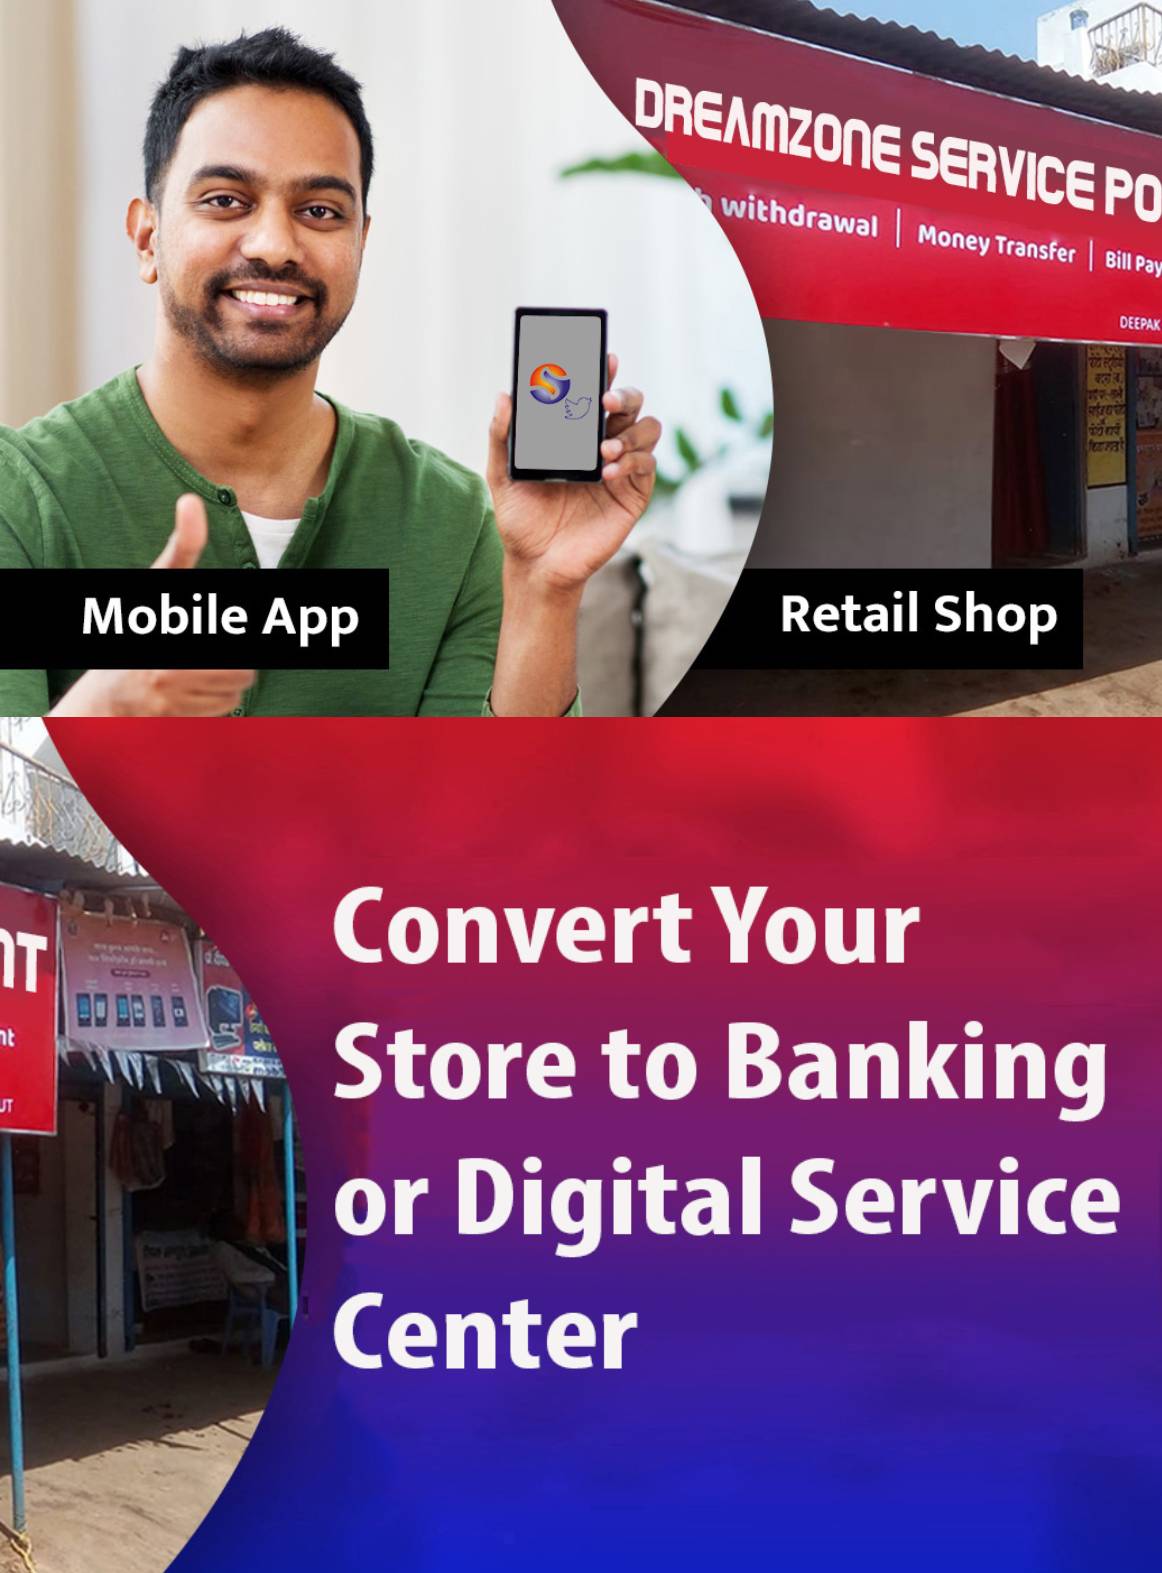 DREAMZONE SERVICE PO
h withdrawal | Money Transfer | Bill Pay
DEEPAK
Mobile App
Retail Shop
NT
nt
UT
Convert Your
Store to Banking
or Digital Service
Center